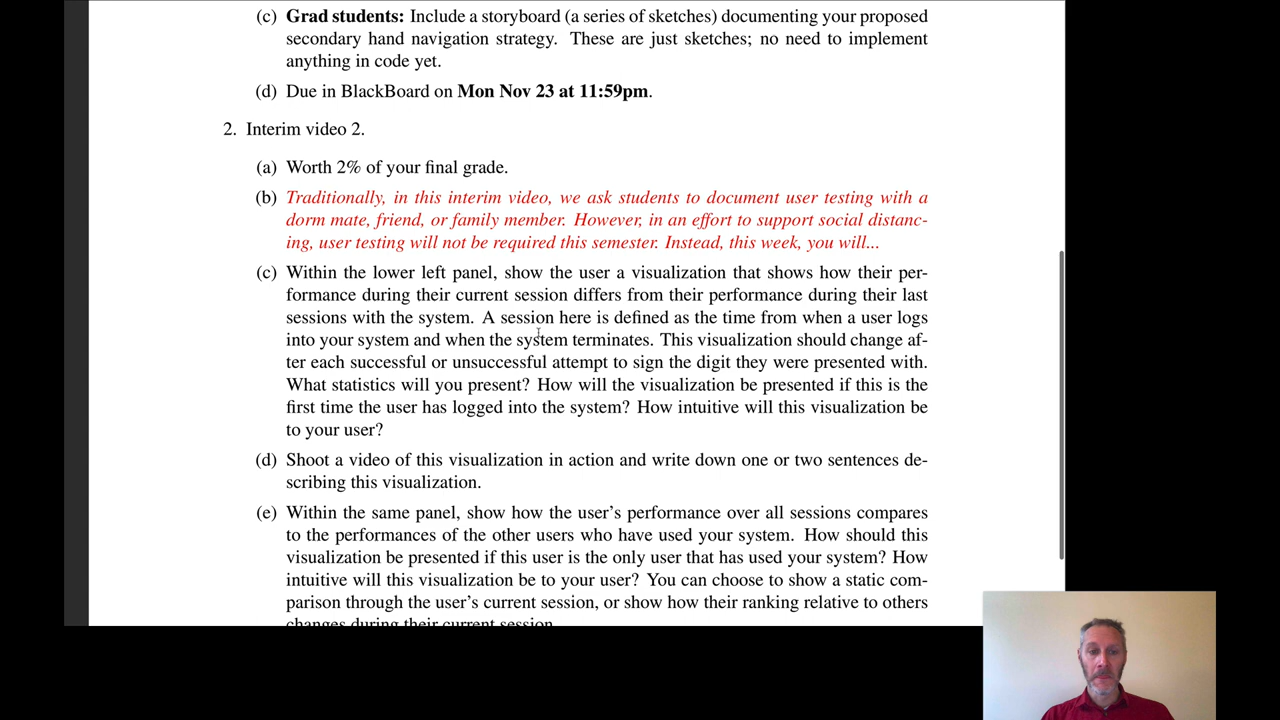 (c) Grad students: Include a storyboard (a series of sketches) documenting your proposed
secondary hand navigation strategy. These are just sketches; no need to implement
anything in code yet.
(d) Due in BlackBoard on Mon Nov 23 at 11:59pm.
2. Interim video 2.
(a) Worth 2% of your final grade.
(b) Traditionally, in this interim video, we ask students to document user testing with a
dorm mate, friend, or family member. However, in an effort to support social distanc-
ing, user testing will not be required this semester. Instead, this week, you will...
(c) Within the lower left panel, show the user a visualization that shows how their per-
formance during their current session differs from their performance during their last
sessions with the system. A session here is defined as the time from when a user logs
into your system and when the system terminates. This visualization should change af-
ter each successful or unsuccessful attempt to sign the digit they were presented with.
What statistics will you present? How will the visualization be presented if this is the
first time the user has logged into the system? How intuitive will this visualization be
to your user?
(d) Shoot a video of this visualization in action and write down one or two sentences de-
scribing this visualization.
(e) Within the same panel, show how the user's performance over all sessions compares
to the performances of the other users who have used your system. How should this
visualization be presented if this user is the only user that has used your system? How
intuitive will this visualization be to your user? You can choose to show a static com-
parison through the user's current session, or show how their ranking relative to others
changes during their current session.